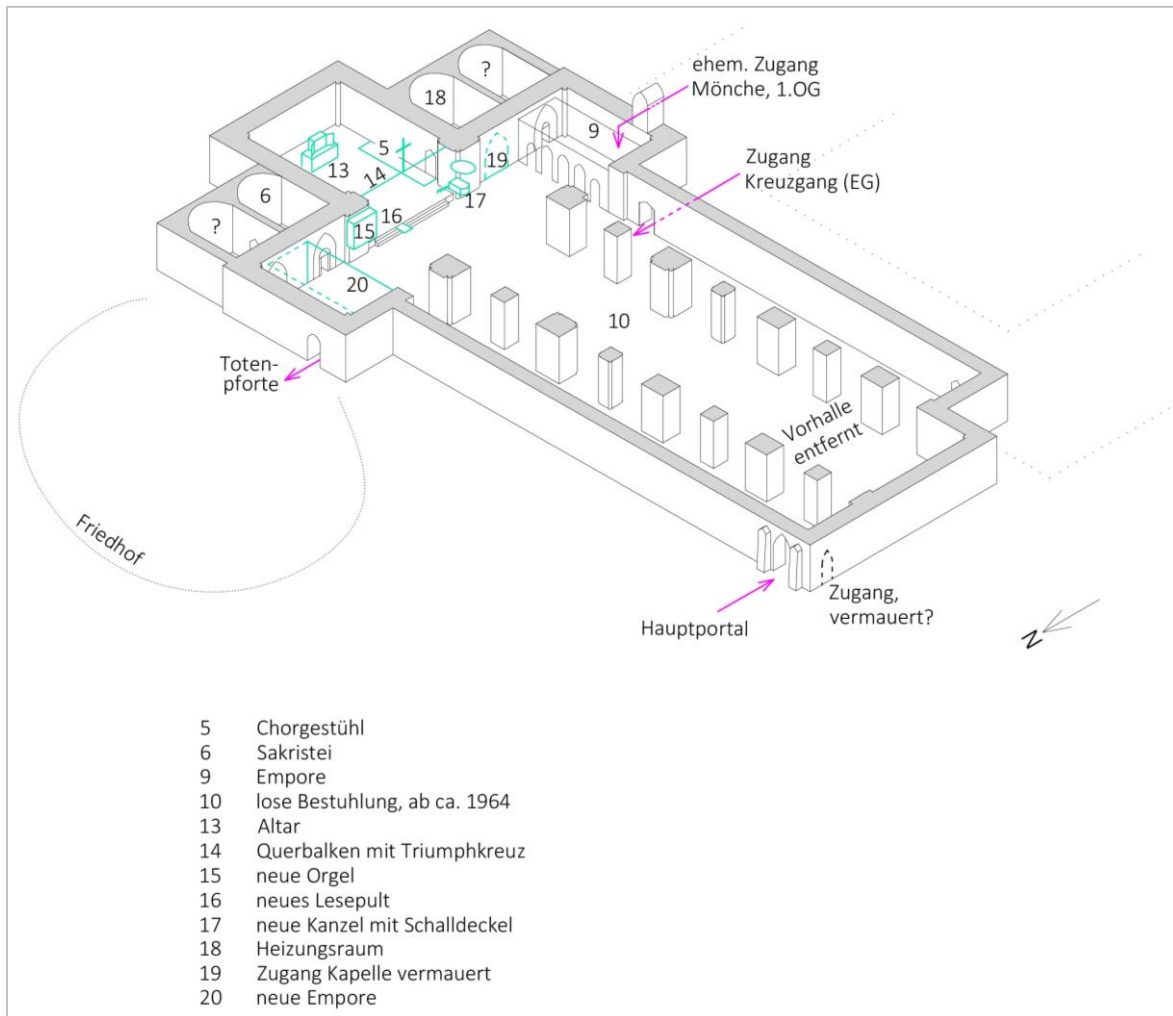 ?
18
ehem. Zugang
Mönche, 1.OG
9
5
13
14
19
Zugang
Kreuzgang (EG)
6
17
?
16
15
20
10
Toten-
pforte
Vorhalle
entfernt
Friedhof
Zugang,
vermauert?
Hauptportal
N
5 Chorgestühl
6 Sakristei
9 Empore
10 lose Bestuhlung, ab ca. 1964
13 Altar
14 Querbalken mit Triumphkreuz
15 neue Orgel
16 neues Lesepult
17 neue Kanzel mit Schalldeckel
18 Heizungsraum
19 Zugang Kapelle vermauert
20 neue Empore